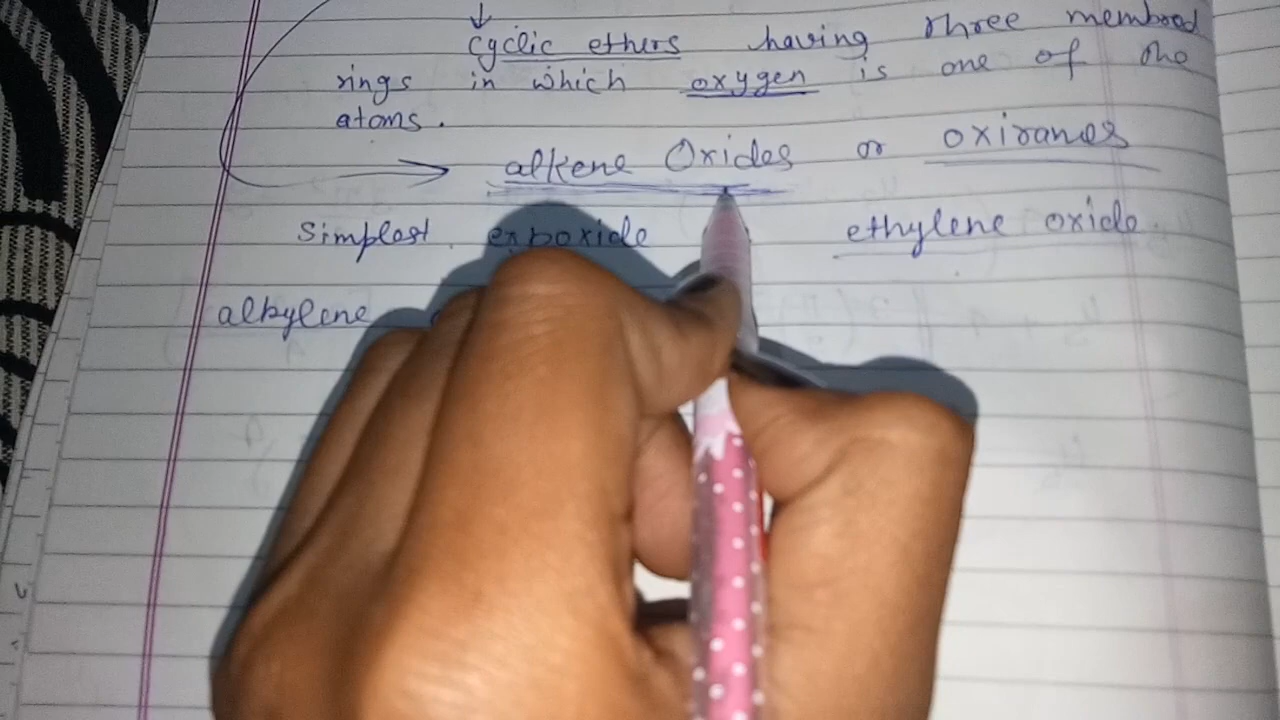 cyclic ethers having three membered
rings in which oxygen is one of the
atoms.
alkene Oxides or oxiranes
Simplest epoxide ethylene oxide.
alkylene